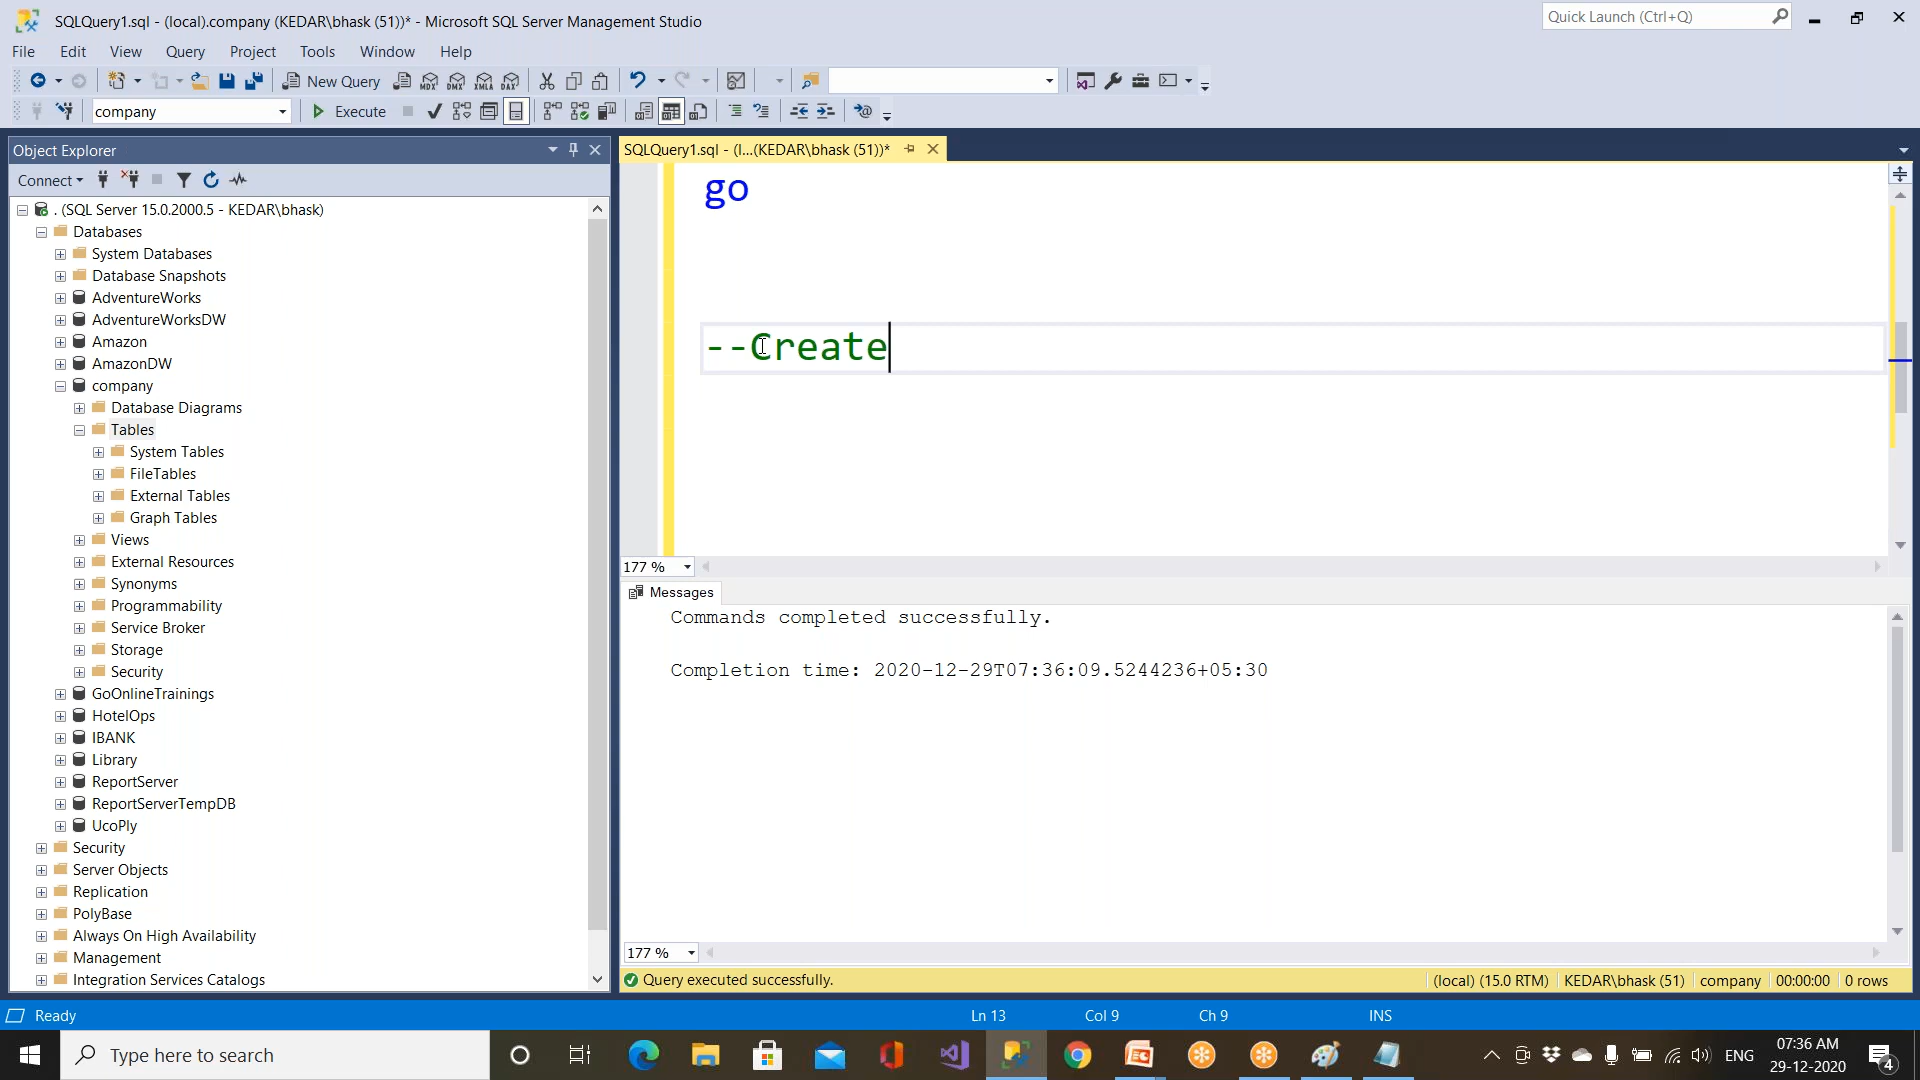 SQLQuery1.sql - (local).company (KEDAR\bhask (51))* - Microsoft SQL Server Management Studio
Quick Launch (Ctrl+Q)
File Edit View Query Project Tools Window Help
New Query
MDX DMX XMLA DAX
company
Execute
Object Explorer
SQLQuery1.sql - (l...(KEDAR\bhask (51))*
Connect
. (SQL Server 15.0.2000.5 - KEDAR\bhask)
Databases
System Databases
Database Snapshots
AdventureWorks
AdventureWorksDW
Amazon
AmazonDW
company
Database Diagrams
Tables
System Tables
FileTables
External Tables
Graph Tables
Views
External Resources
Synonyms
Programmability
Service Broker
Storage
Security
GoOnlineTrainings
HotelOps
IBANK
Library
ReportServer
ReportServerTempDB
UcoPly
Security
Server Objects
Replication
PolyBase
Always On High Availability
Management
Integration Services Catalogs
go
--Create
177 %
Messages
Commands completed successfully.
Completion time: 2020-12-29T07:36:09.5244236+05:30
177 %
Query executed successfully.
(local) (15.0 RTM) KEDAR\bhask (51) company 00:00:00 0 rows
Ready
Ln 13 Col 9 Ch 9 INS
Type here to search
ENG
07:36 AM
29-12-2020
4